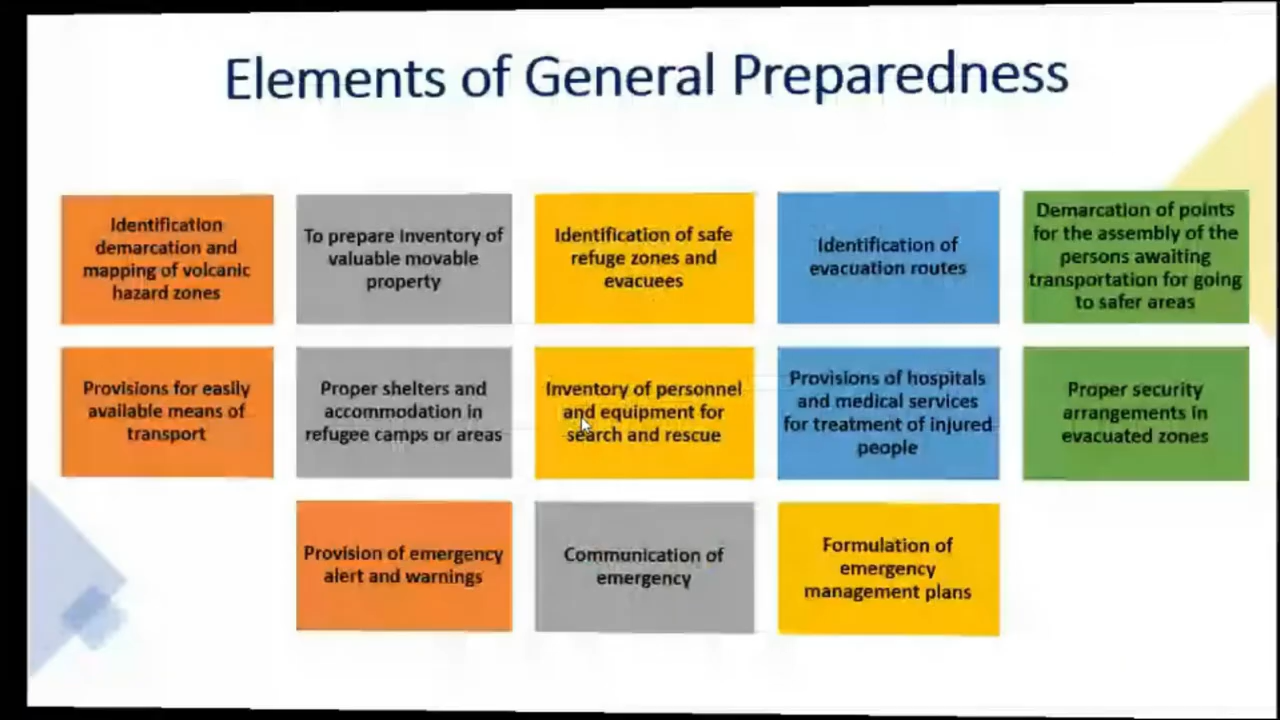 Elements of General Preparedness
Identification
demarcation and
mapping of volcanic
hazard zones
To prepare inventory of
valuable movable
property
Identification of safe
refuge zones and
evacuees
Identification of
evacuation routes
Demarcation of points
for the assembly of the
persons awaiting
transportation for going
to safer areas
Provisions for easily
available means of
transport
Proper shelters and
accommodation in
refugee camps or areas
Inventory of personnel
and equipment for
search and rescue
Provisions of hospitals
and medical services
for treatment of injured
people
Proper security
arrangements in
evacuated zones
Provision of emergency
alert and warnings
Communication of
emergency
Formulation of
emergency
management plans